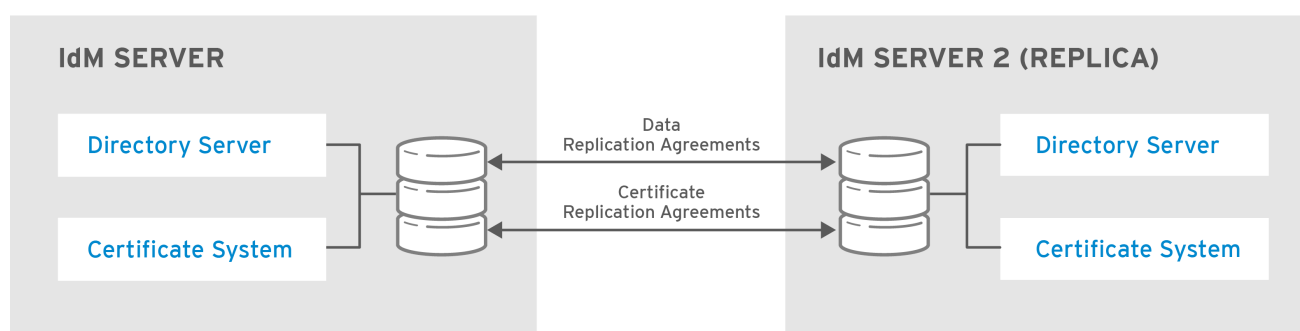 IdM SERVER
Directory Server
Certificate System
Data
Replication Agreements
Certificate
Replication Agreements
IdM SERVER 2 (REPLICA)
Directory Server
Certificate System